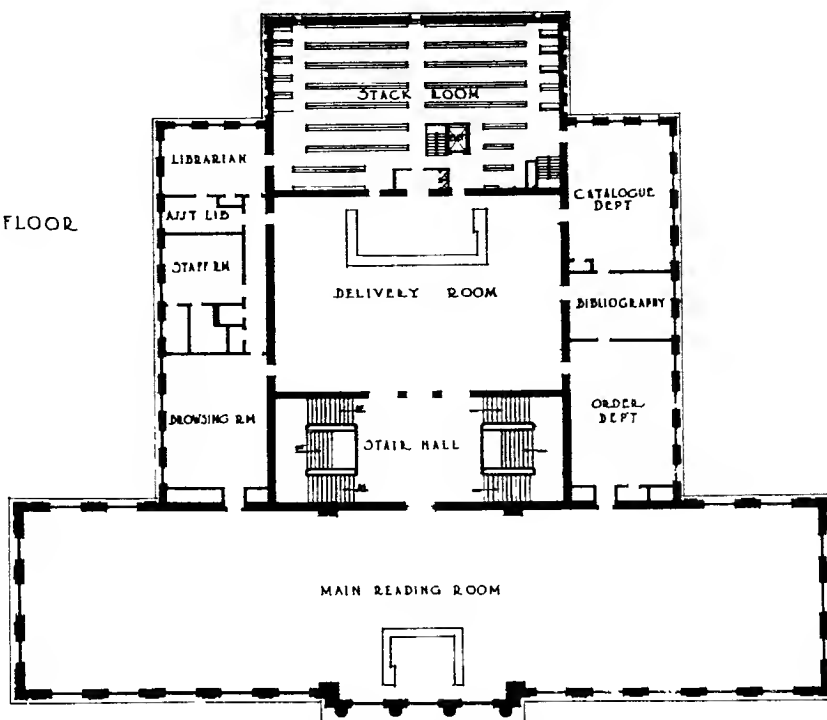 STACK ROOM
LIBRARIAN
CATALOGUE
DEPT
ASST LIB
FLOOR
STAFF RM
DELIVERY ROOM
BIBLIOGRAPHY
BROWSING RM
ORDER
DEPT
STAIR HALL
MAIN READING ROOM